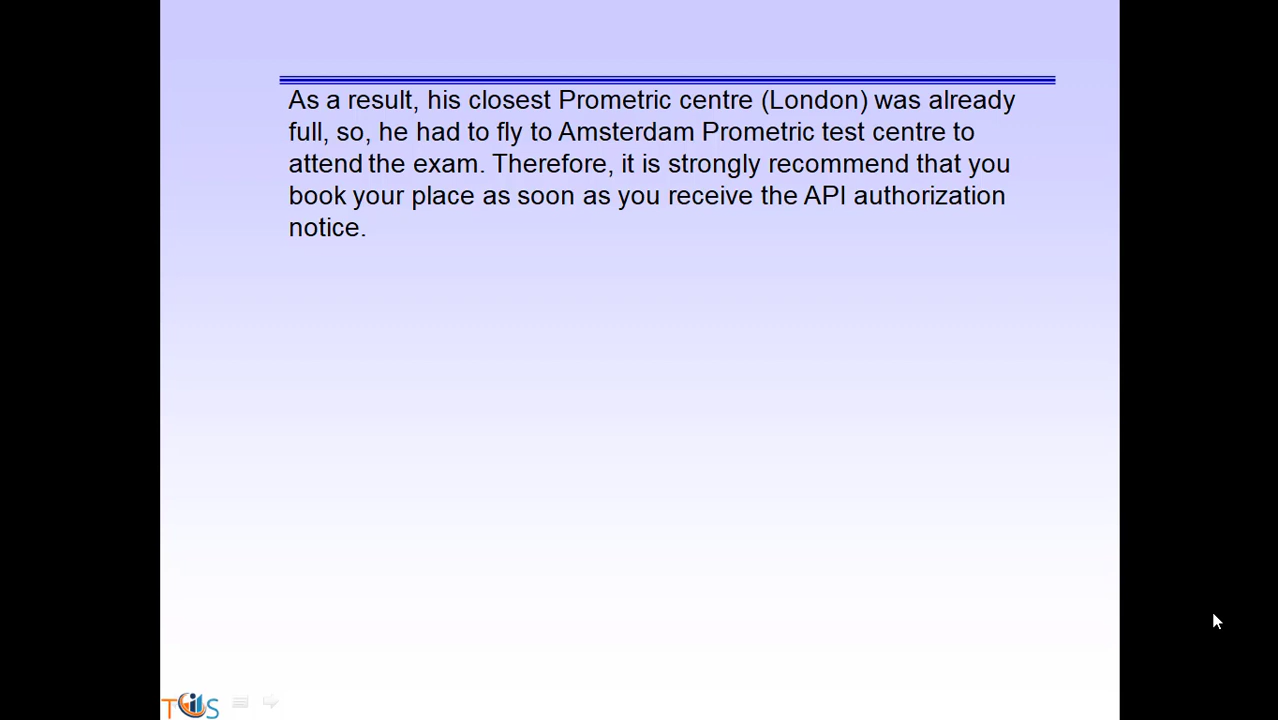 As a result, his closest Prometric centre (London) was already
full, so, he had to fly to Amsterdam Prometric test centre to
attend the exam. Therefore, it is strongly recommend that you
book your place as soon as you receive the API authorization
notice.